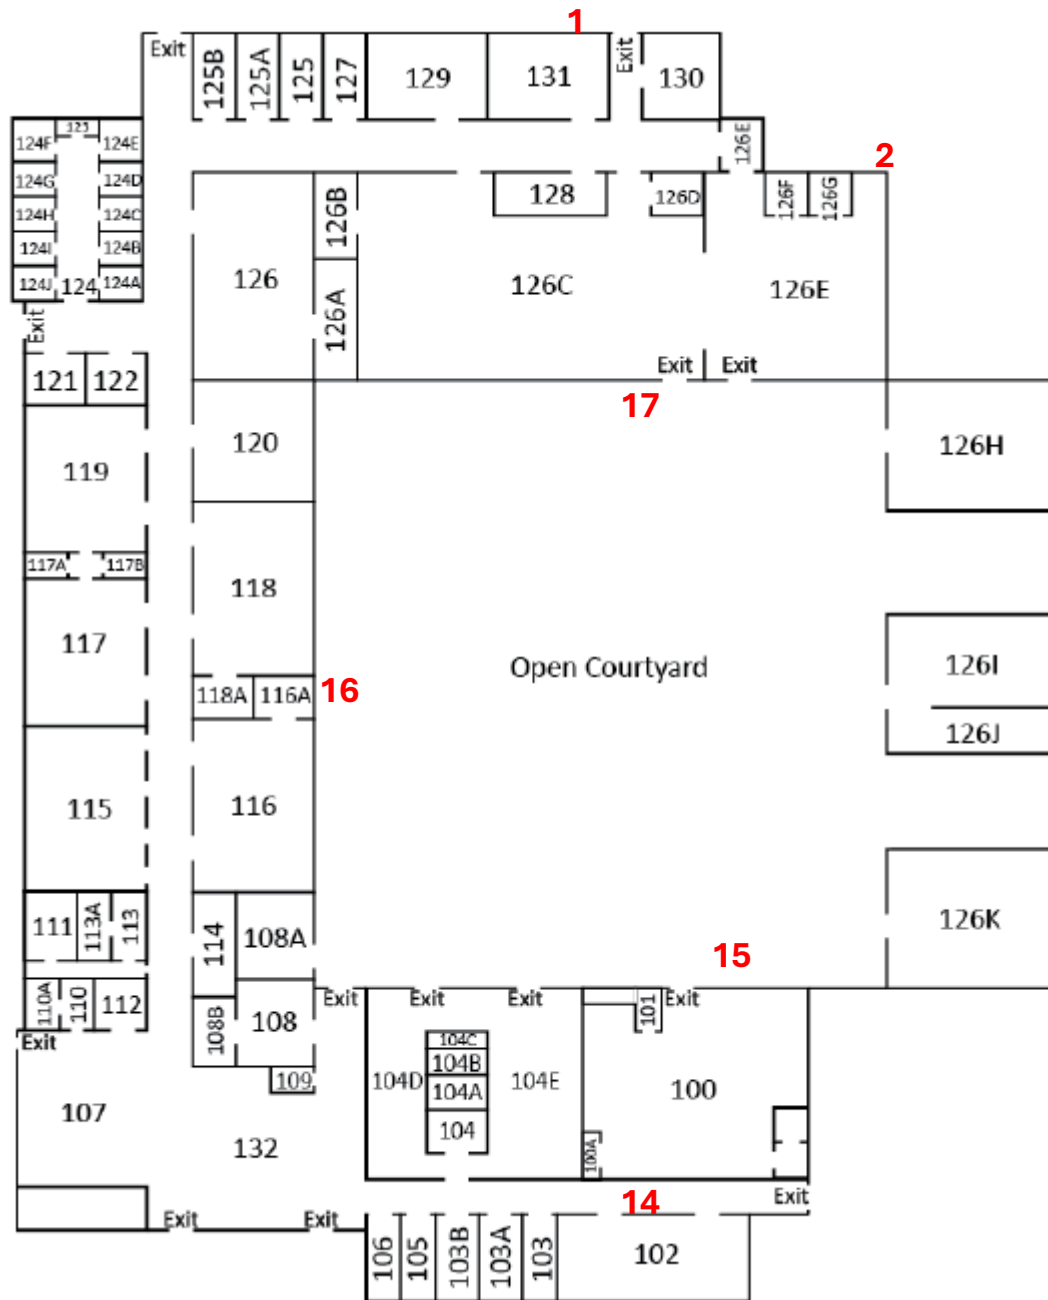 1
Exit
125B
125A
125
127
129
131
Exit
130
123
124F
124E
126E
2
124G
124D
126B
128
126D
126F
126G
124H
124C
124I
124B
124J
124
124A
126
126A
126C
126E
Exit
121
122
Exit
Exit
17
119
120
126H
117A
117B
118
117
Open Courtyard
126I
118A
116A
16
126J
115
116
111
113A
113
114
108A
15
126K
110A
110
112
108B
108
Exit
Exit
Exit
101
Exit
Exit
104C
104B
104D
104A
104E
109
100
107
104
132
100A
14
Exit
Exit
Exit
106
105
103B
103A
103
102